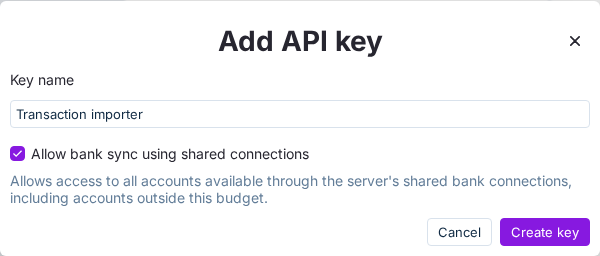 Add API key
Key name
Transaction importer
Allow bank sync using shared connections
Allows access to all accounts available through the server's shared bank connections,
including accounts outside this budget.
Cancel
Create key